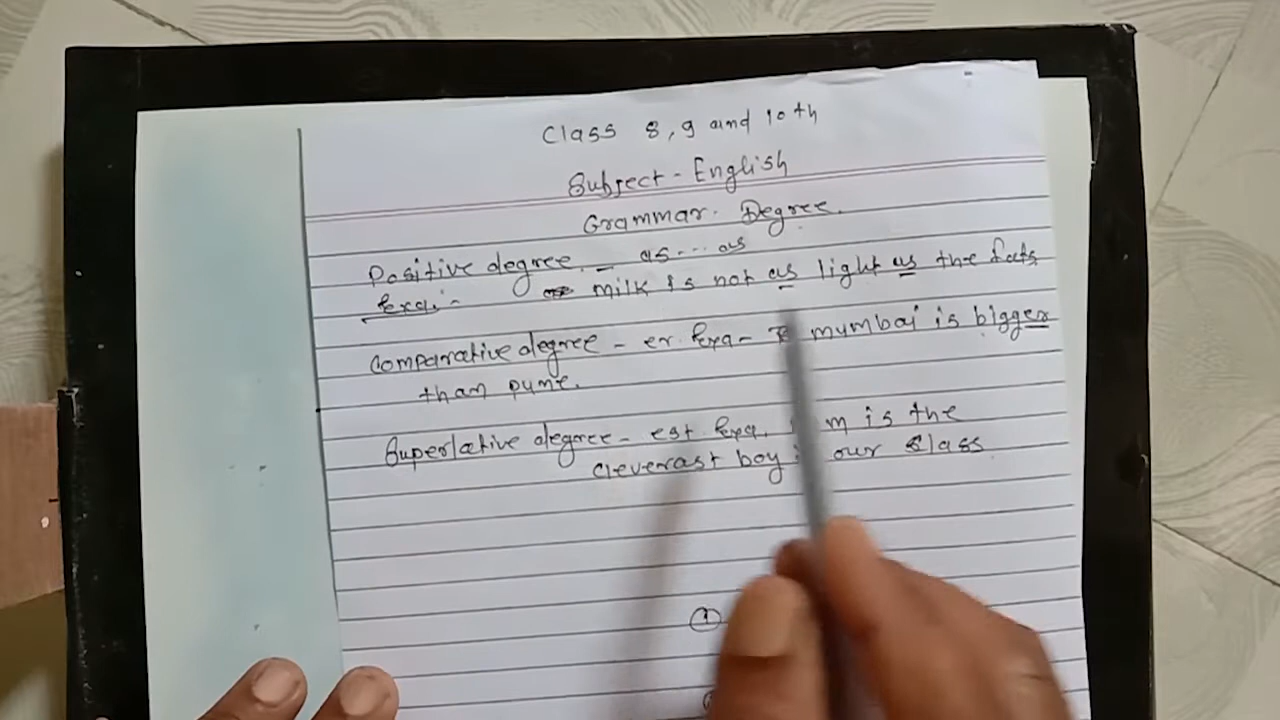 Class 8, 9 and 10th
Subject - English
Grammar. Degree.
Positive degree. - as... as
Exa:- milk is not as light as the fats
Comparative degree - er Exa- mumbai is bigger
than pune.
Superlative degree - est Exa. is the
cleverast boy our class
1